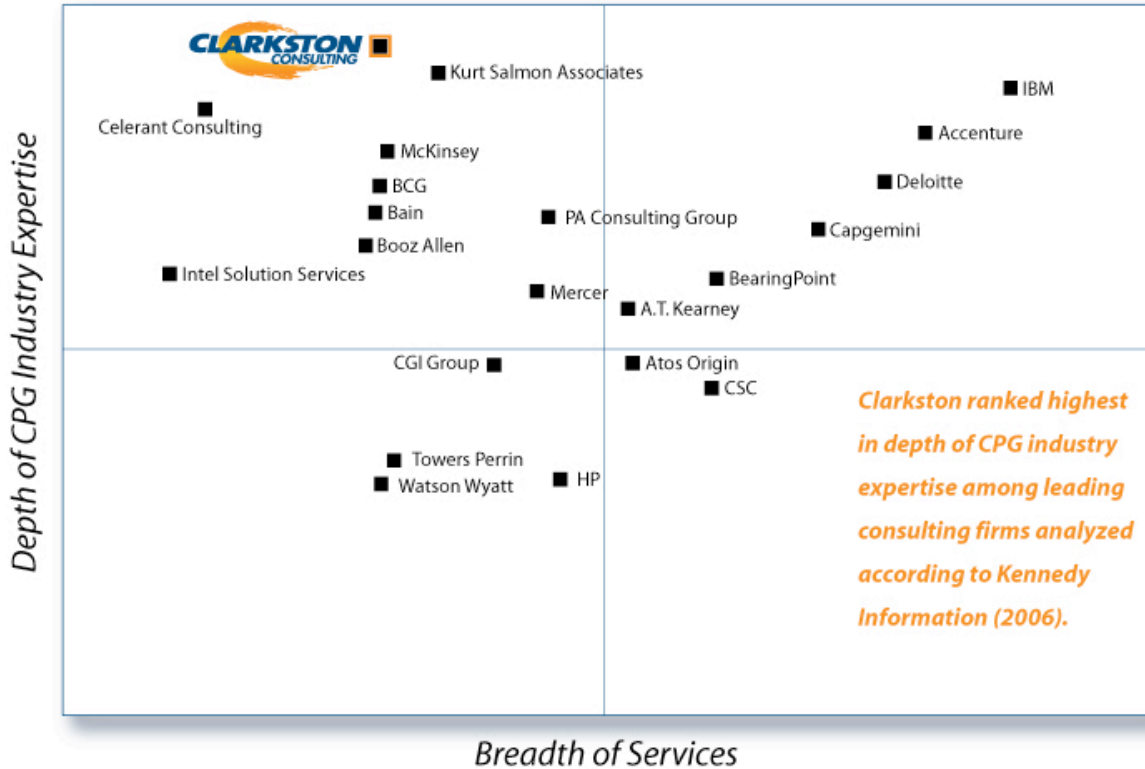 CLARKSTON
CONSULTING
Kurt Salmon Associates
IBM
Celerant Consulting
Accenture
McKinsey
BCG
Deloitte
Bain
PA Consulting Group
Capgemini
Booz Allen
Intel Solution Services
BearingPoint
Mercer
A.T. Kearney
CGI Group
Atos Origin
CSC
Towers Perrin
Watson Wyatt
HP
Clarkston ranked highest
in depth of CPG industry
expertise among leading
consulting firms analyzed
according to Kennedy
Information (2006).
Depth of CPG Industry Expertise
Breadth of Services